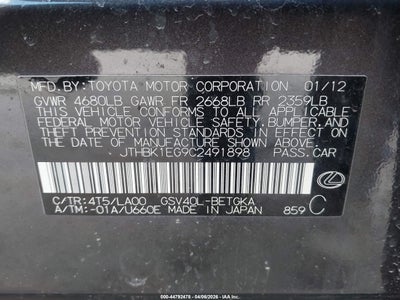 MFD.BY:TOYOTA MOTOR CORPORATION 01/12
GVWR 4680LB GAWR FR 2668LB RR 2359LB
THIS VEHICLE CONFORMS TO ALL APPLICABLE
FEDERAL MOTOR VEHICLE SAFETY,BUMPER,AND
THEFT PREVENTION STANDARDS IN EFFECT ON
THE DATE OF MANUFACTURE SHOWN ABOVE.
JTHBK1EG9C2491898 PASS.CAR
C/TR:4T5/LA00 GSV40L-BETGKA
A/TM:-01A/U660E MADE IN JAPAN 859 C
000-44792478 - 04/06/2026 - www.iaai.com